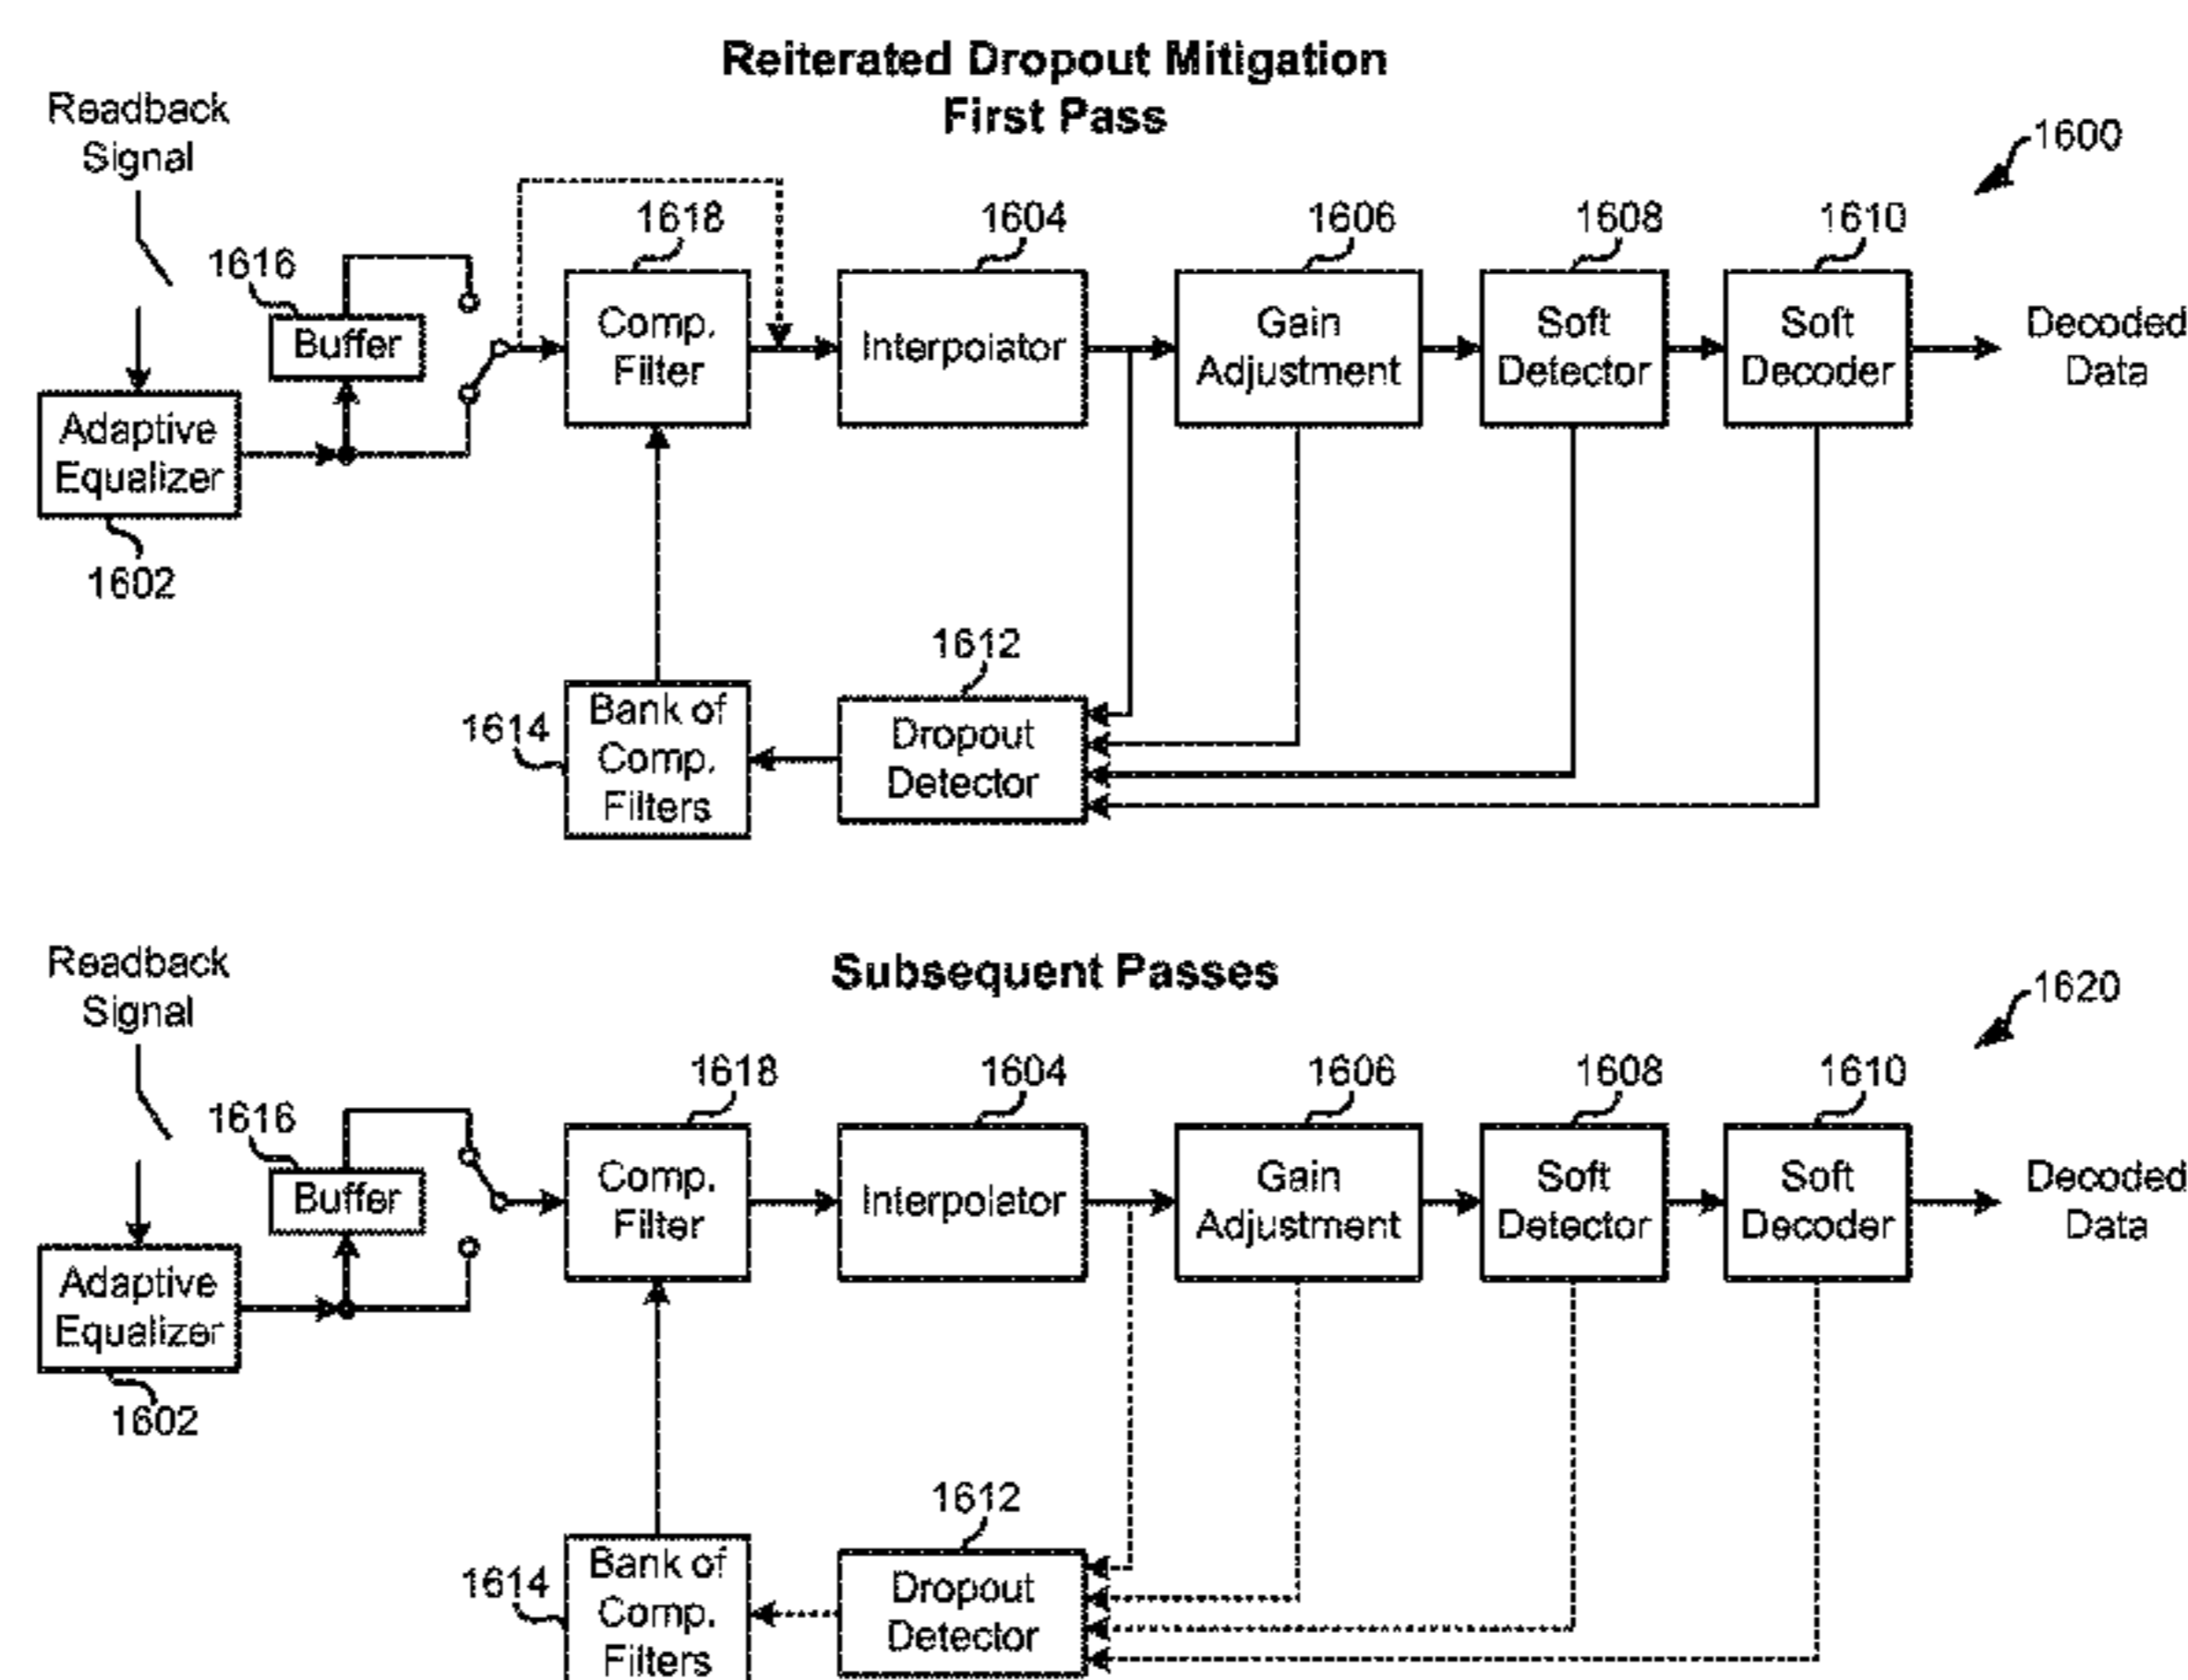 Reiterated Dropout Mitigation
First Pass
Readback
Signal
1600
1618
1604
1606
1608
1610
1616
Buffer
Comp.
Filter
Interpolator
Gain
Adjustment
Soft
Detector
Soft
Decoder
Decoded
Data
Adaptive
Equalizer
1602
1612
1614
Bank of
Comp.
Filters
Dropout
Detector
Subsequent Passes
Readback
Signal
1620
1618
1604
1606
1608
1610
1616
Buffer
Comp.
Filter
Interpolator
Gain
Adjustment
Soft
Detector
Soft
Decoder
Decoded
Data
Adaptive
Equalizer
1602
1612
1614
Bank of
Comp.
Filters
Dropout
Detector